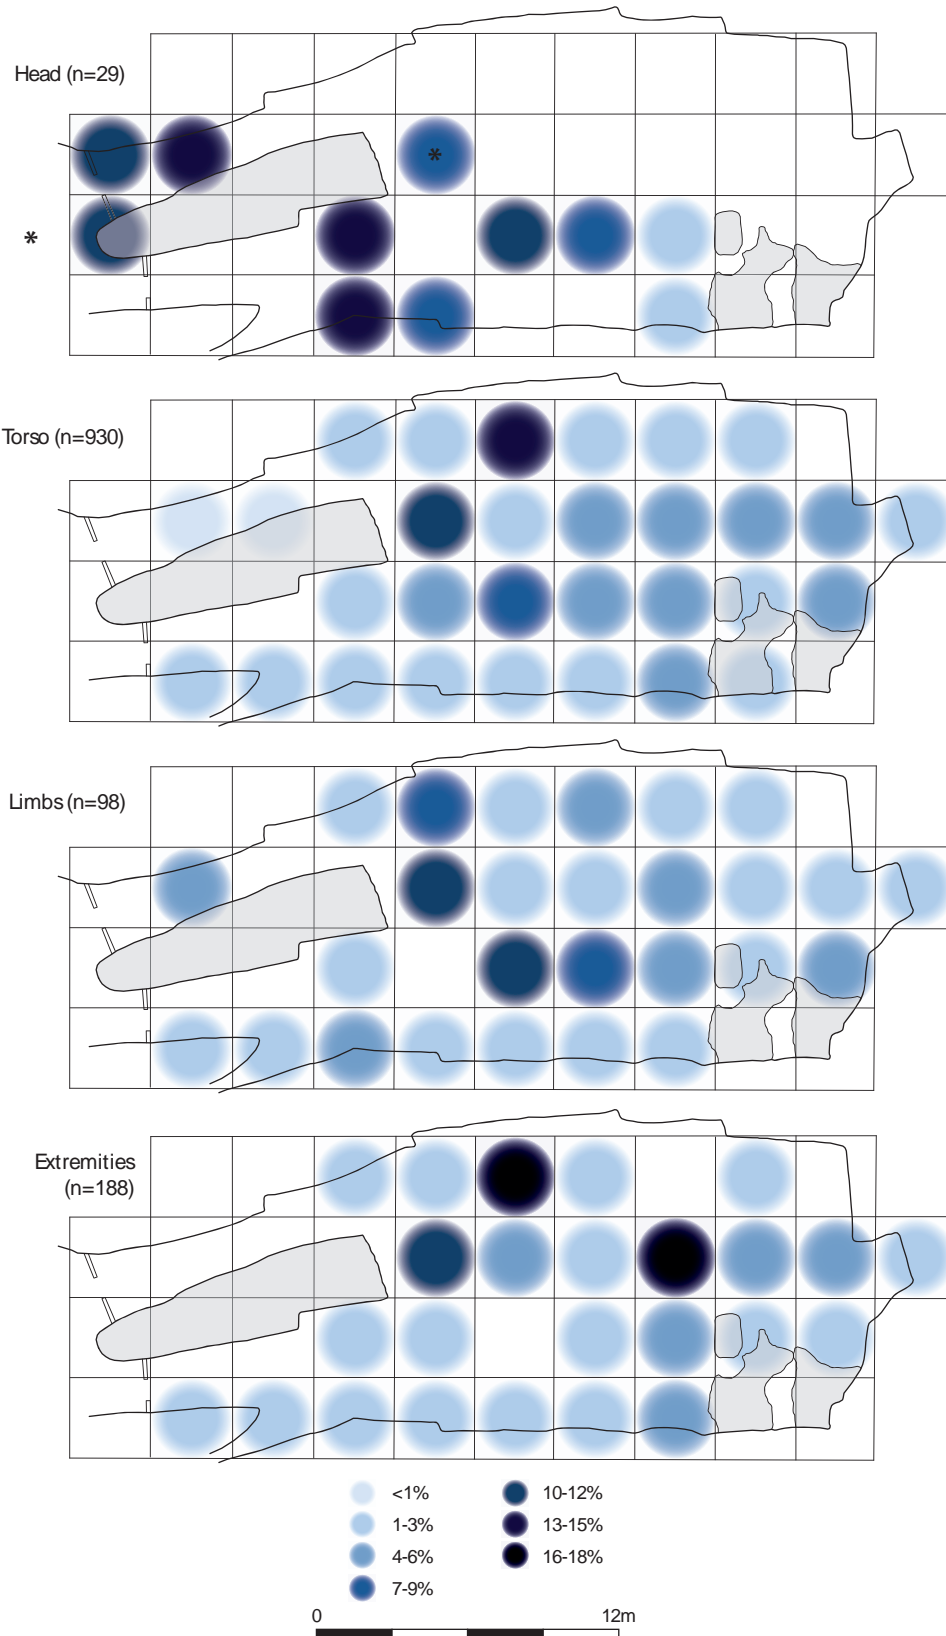 Head (n=29)
*
*
Torso (n=930)
Limbs (n=98)
Extremities
(n=188)
<1%
10-12%
1-3%
13-15%
4-6%
16-18%
7-9%
0
12m